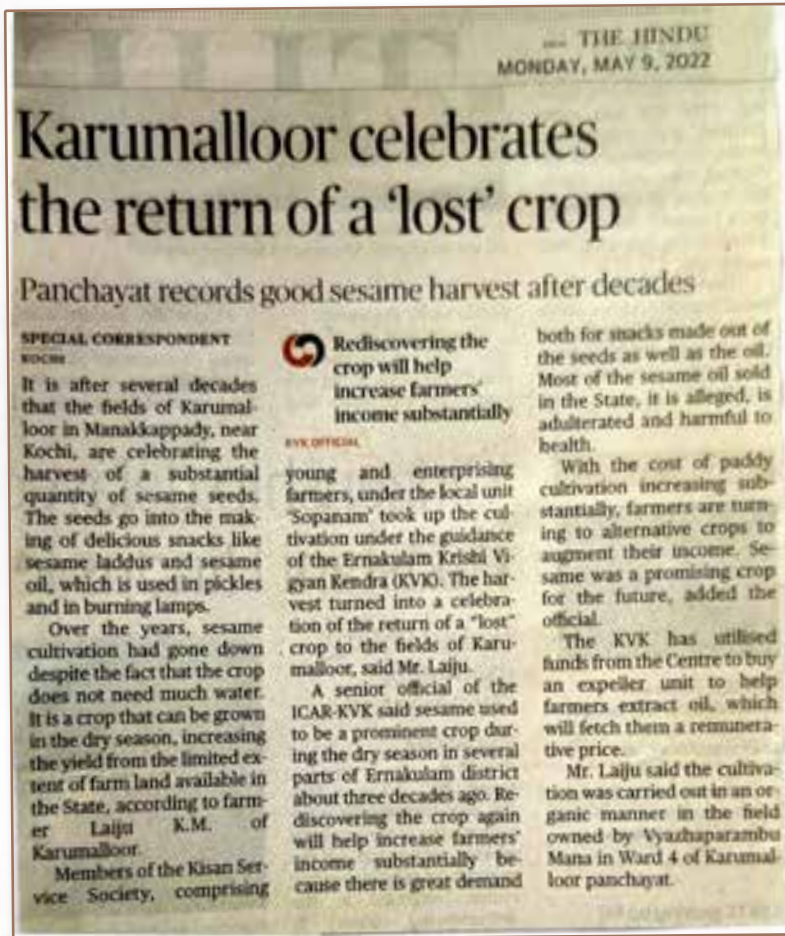 THE HINDU
MONDAY, MAY 9, 2022
Karumalloor celebrates
the return of a 'lost' crop
Panchayat records good sesame harvest after decades
SPECIAL CORRESPONDENT
KOCHI
It is after several decades
that the fields of Karumal-
loor in Manakkappady, near
Kochi, are celebrating the
harvest of a substantial
quantity of sesame seeds.
The seeds go into the mak-
ing of delicious snacks like
sesame laddus and sesame
oil, which is used in pickles
and in burning lamps.
Over the years, sesame
cultivation had gone down
despite the fact that the crop
does not need much water.
It is a crop that can be grown
in the dry season, increasing
the yield from the limited ex-
tent of farm land available in
the State, according to farm-
er Laiju K.M. of
Karumalloor.
Members of the Kisan Ser-
vice Society, comprising
Rediscovering the
crop will help
increase farmers'
income substantially
KVK OFFICIAL
young and enterprising
farmers, under the local unit
'Sopanam' took up the cul-
tivation under the guidance
of the Ernakulam Krishi Vi-
gyan Kendra (KVK). The har-
vest turned into a celebra-
tion of the return of a "lost"
crop to the fields of Karu-
malloor, said Mr. Laiju.
A senior official of the
ICAR-KVK said sesame used
to be a prominent crop dur-
ing the dry season in several
parts of Ernakulam district
about three decades ago. Re-
discovering the crop again
will help increase farmers'
income substantially be-
cause there is great demand
both for snacks made out of
the seeds as well as the oil.
Most of the sesame oil sold
in the State, it is alleged, is
adulterated and harmful to
health.
With the cost of paddy
cultivation increasing sub-
stantially, farmers are turn-
ing to alternative crops to
augment their income. Se-
same was a promising crop
for the future, added the
official.
The KVK has utilised
funds from the Centre to buy
an expeller unit to help
farmers extract oil, which
will fetch them a remunera-
tive price.
Mr. Laiju said the cultiva-
tion was carried out in an or-
ganic manner in the field
owned by Vyazhaparambu
Mana in Ward 4 of Karumal-
loor panchayat.